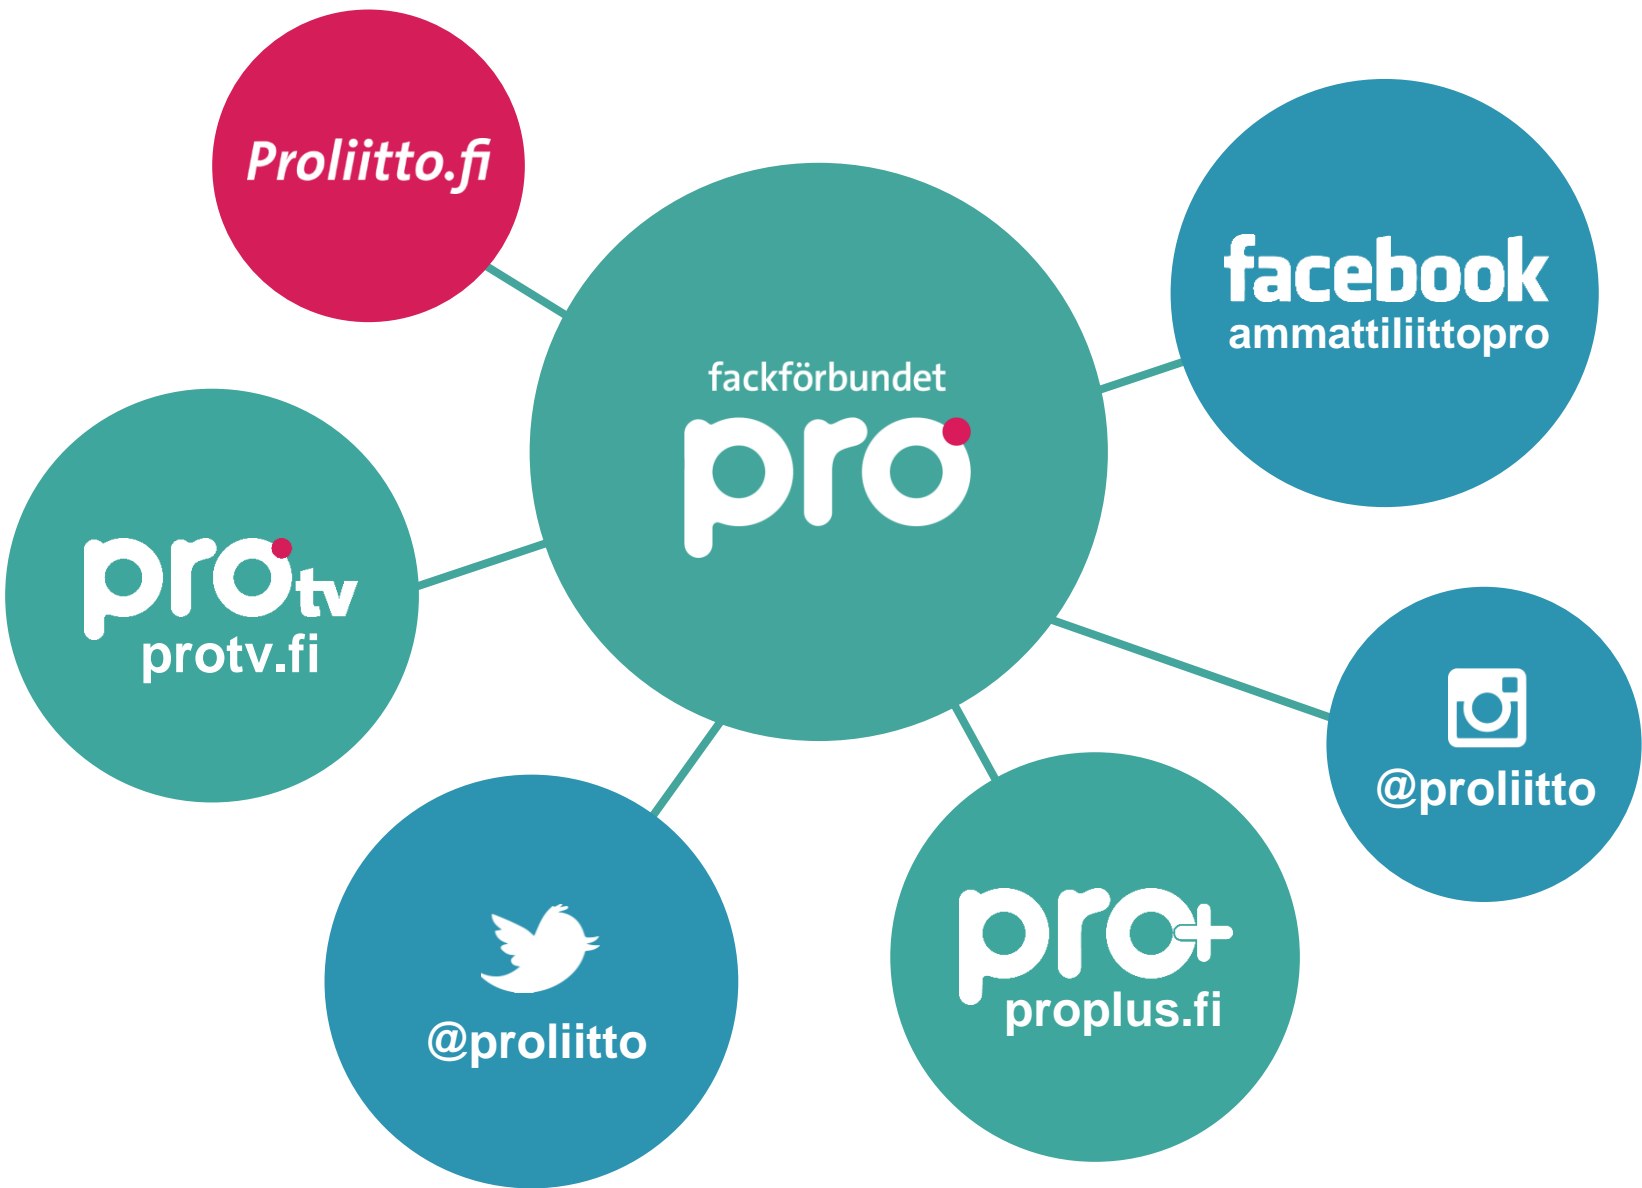 Proliitto.fi
facebook
ammattiliittopro
fackförbundet
pro
pro tv
protv.fi
@proliitto
@proliitto
pro+
proplus.fi